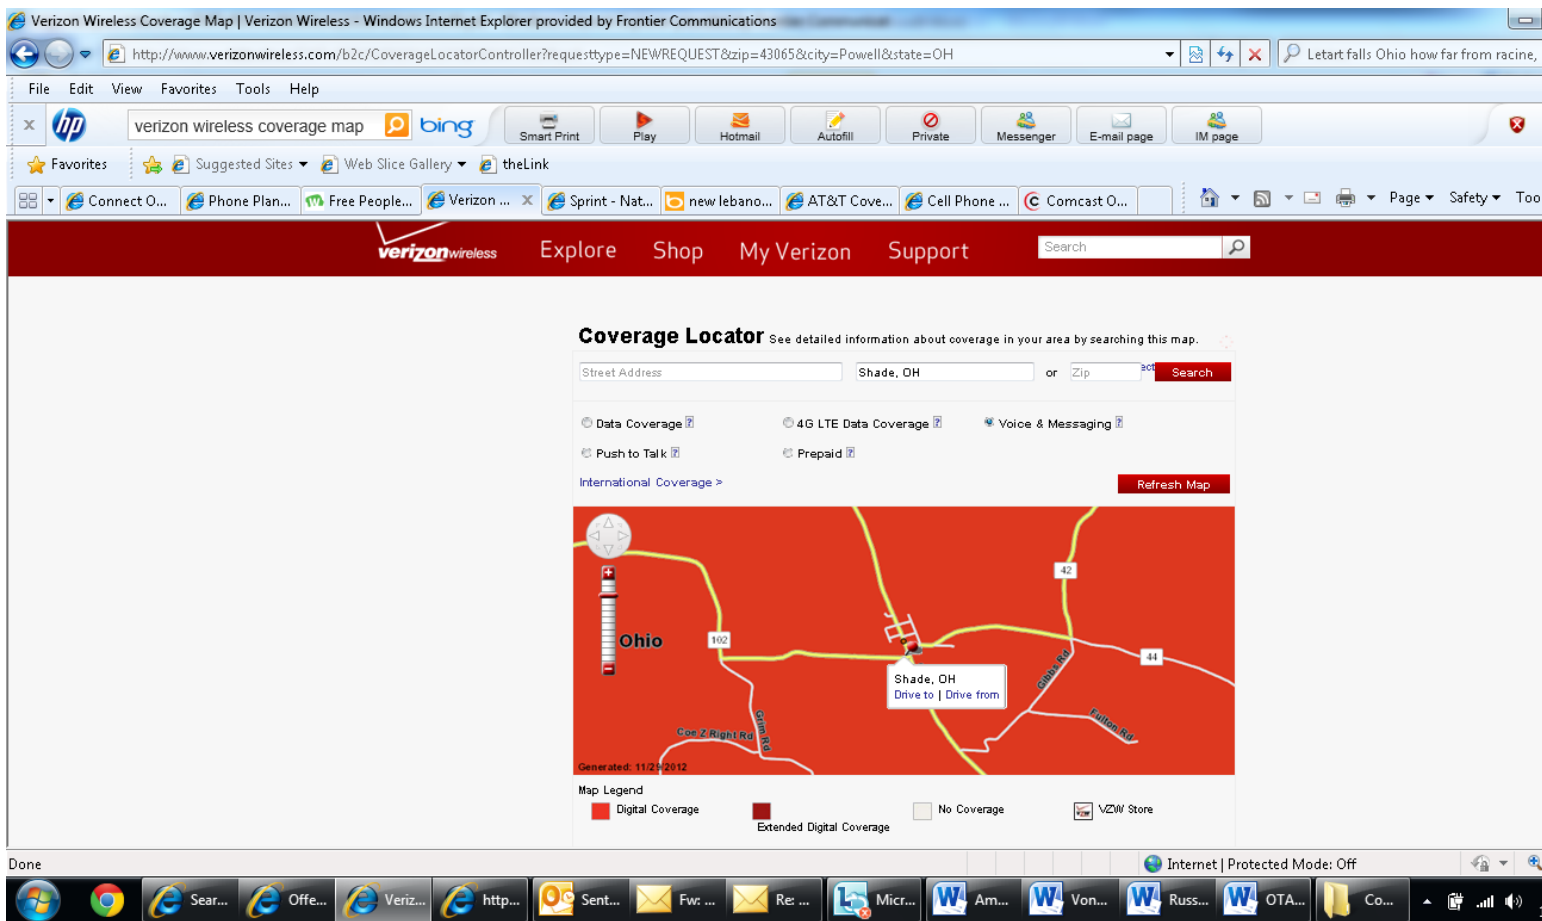 Verizon Wireless Coverage Map | Verizon Wireless - Windows Internet Explorer provided by Frontier Communications
http://www.verizonwireless.com/b2c/CoverageLocatorController?requesttype=NEWREQUEST&zip=43065&city=Powell&state=OH
Letart falls Ohio how far from racine,
File Edit View Favorites Tools Help
x hp verizon wireless coverage map bing Smart Print Play Hotmail Autofill Private Messenger E-mail page IM page
Favorites Suggested Sites Web Slice Gallery theLink
Connect O... Phone Plan... Free People... Verizon ... X Sprint - Nat... new lebano... AT&T Cove... Cell Phone ... Comcast O... Page Safety Too
verizonwireless Explore Shop My Verizon Support Search
Coverage Locator See detailed information about coverage in your area by searching this map.
Street Address Shade, OH or Zip ect Search
Data Coverage ? 4G LTE Data Coverage ? Voice & Messaging ?
Push to Talk ? Prepaid ?
International Coverage > Refresh Map
42
Ohio
102
44
Gibbs Rd
Shade, OH
Drive to | Drive from
Grim Rd
Fulton Rd
Coe Z Right Rd
Generated: 11/29/2012
Map Legend
Digital Coverage
Extended Digital Coverage
No Coverage
VZW Store
Done Internet | Protected Mode: Off
Sear... Offe... Veriz... http... Sent... Fw: ... Re: ... Micr... Am... Von... Russ... OTA... Co...